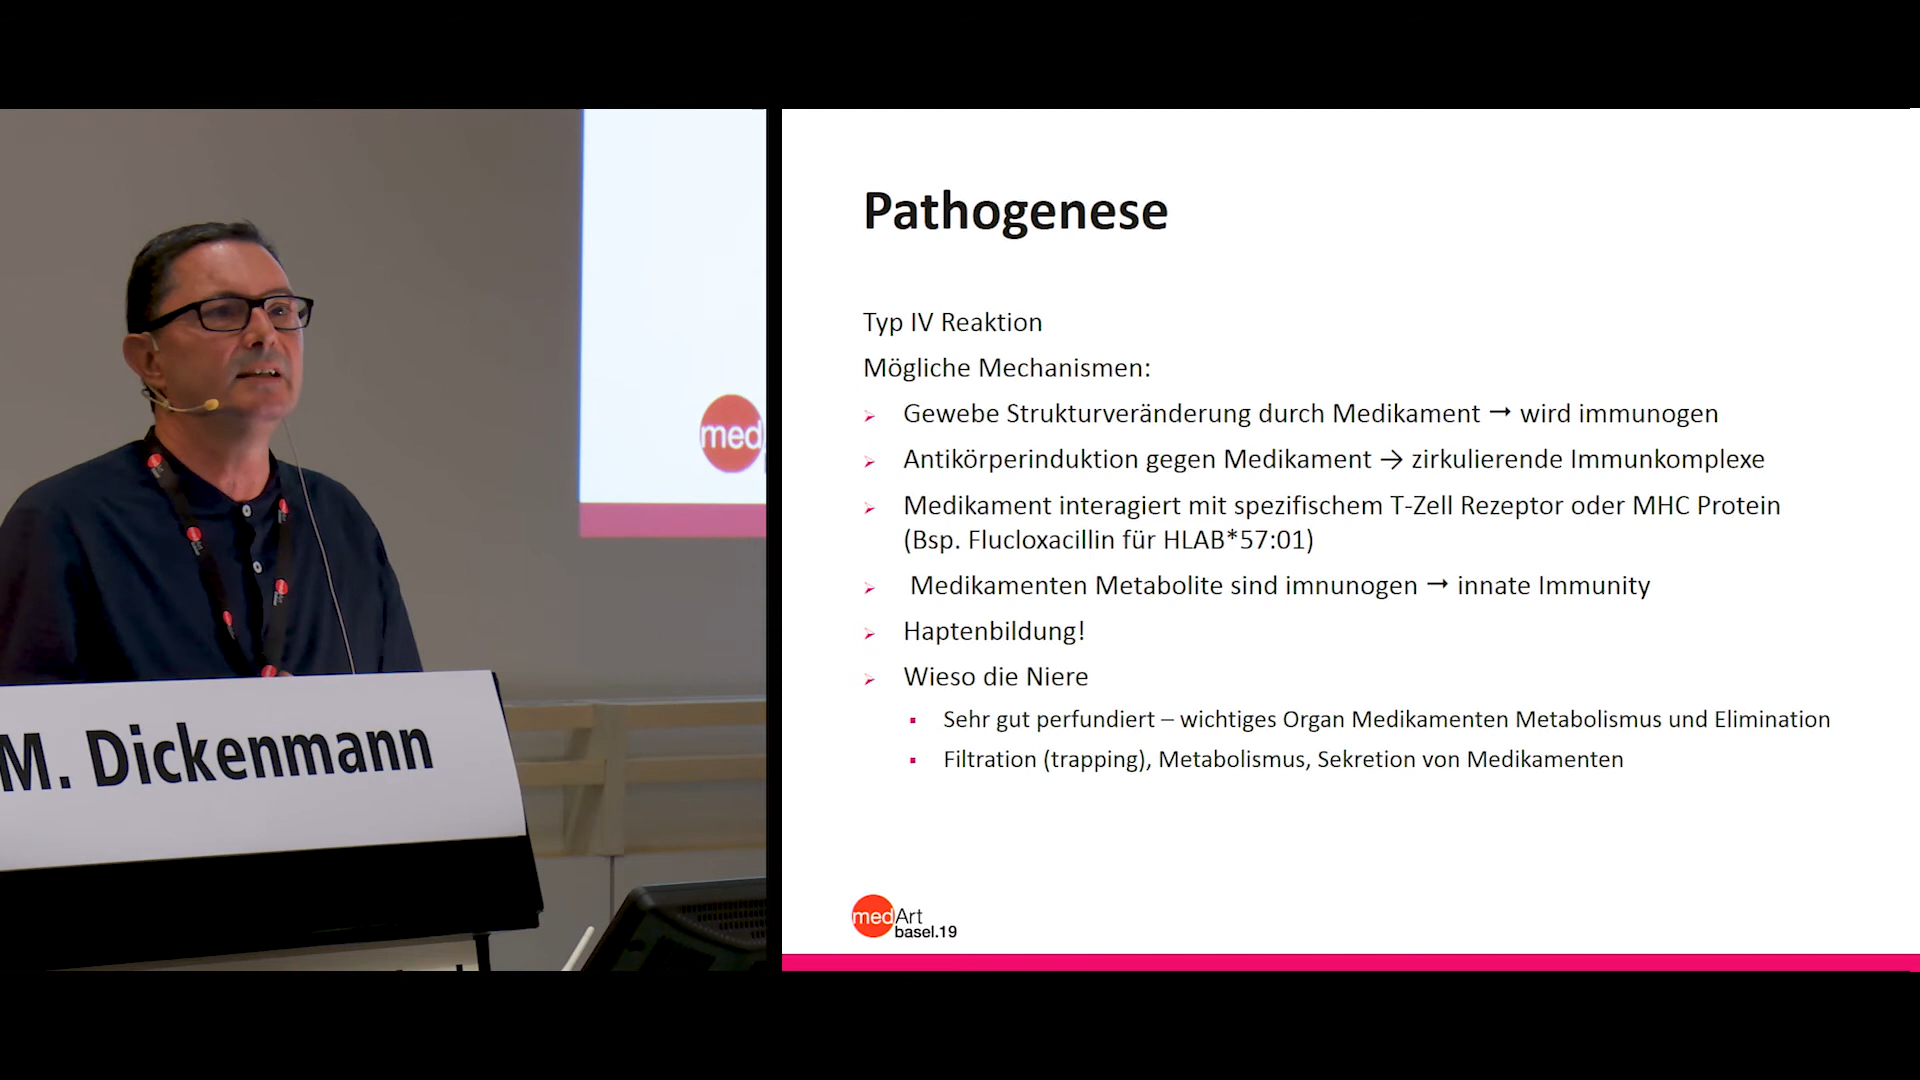 med
M. Dickenmann
Pathogenese
Typ IV Reaktion
Mögliche Mechanismen:
Gewebe Strukturveränderung durch Medikament → wird immunogen
Antikörperinduktion gegen Medikament → zirkulierende Immunkomplexe
Medikament interagiert mit spezifischem T-Zell Rezeptor oder MHC Protein
(Bsp. Flucloxacillin für HLAB*57:01)
Medikamenten Metabolite sind imnunogen → innate Immunity
Haptenbildung!
Wieso die Niere
Sehr gut perfundiert – wichtiges Organ Medikamenten Metabolismus und Elimination
Filtration (trapping), Metabolismus, Sekretion von Medikamenten
medArt
basel.19